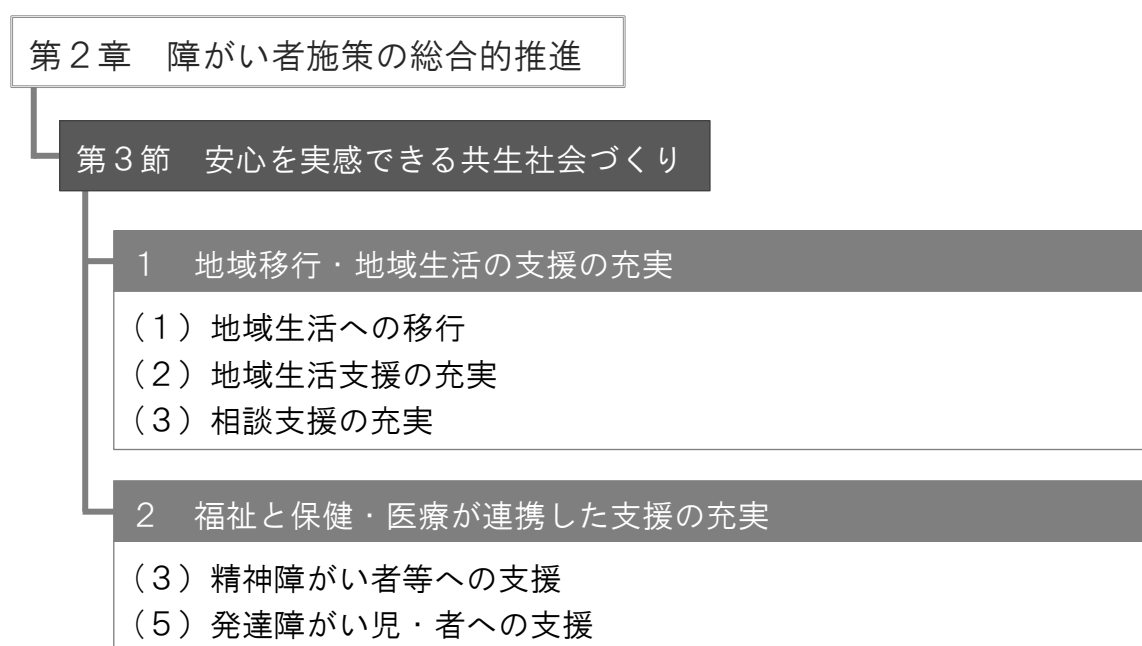 第２章　障がい者施策の総合的推進
第３節　安心を実感できる共生社会づくり
１　地域移行・地域生活の支援の充実
（１）地域生活への移行
（２）地域生活支援の充実
（３）相談支援の充実
２　福祉と保健・医療が連携した支援の充実
（３）精神障がい者等への支援
（５）発達障がい児・者への支援